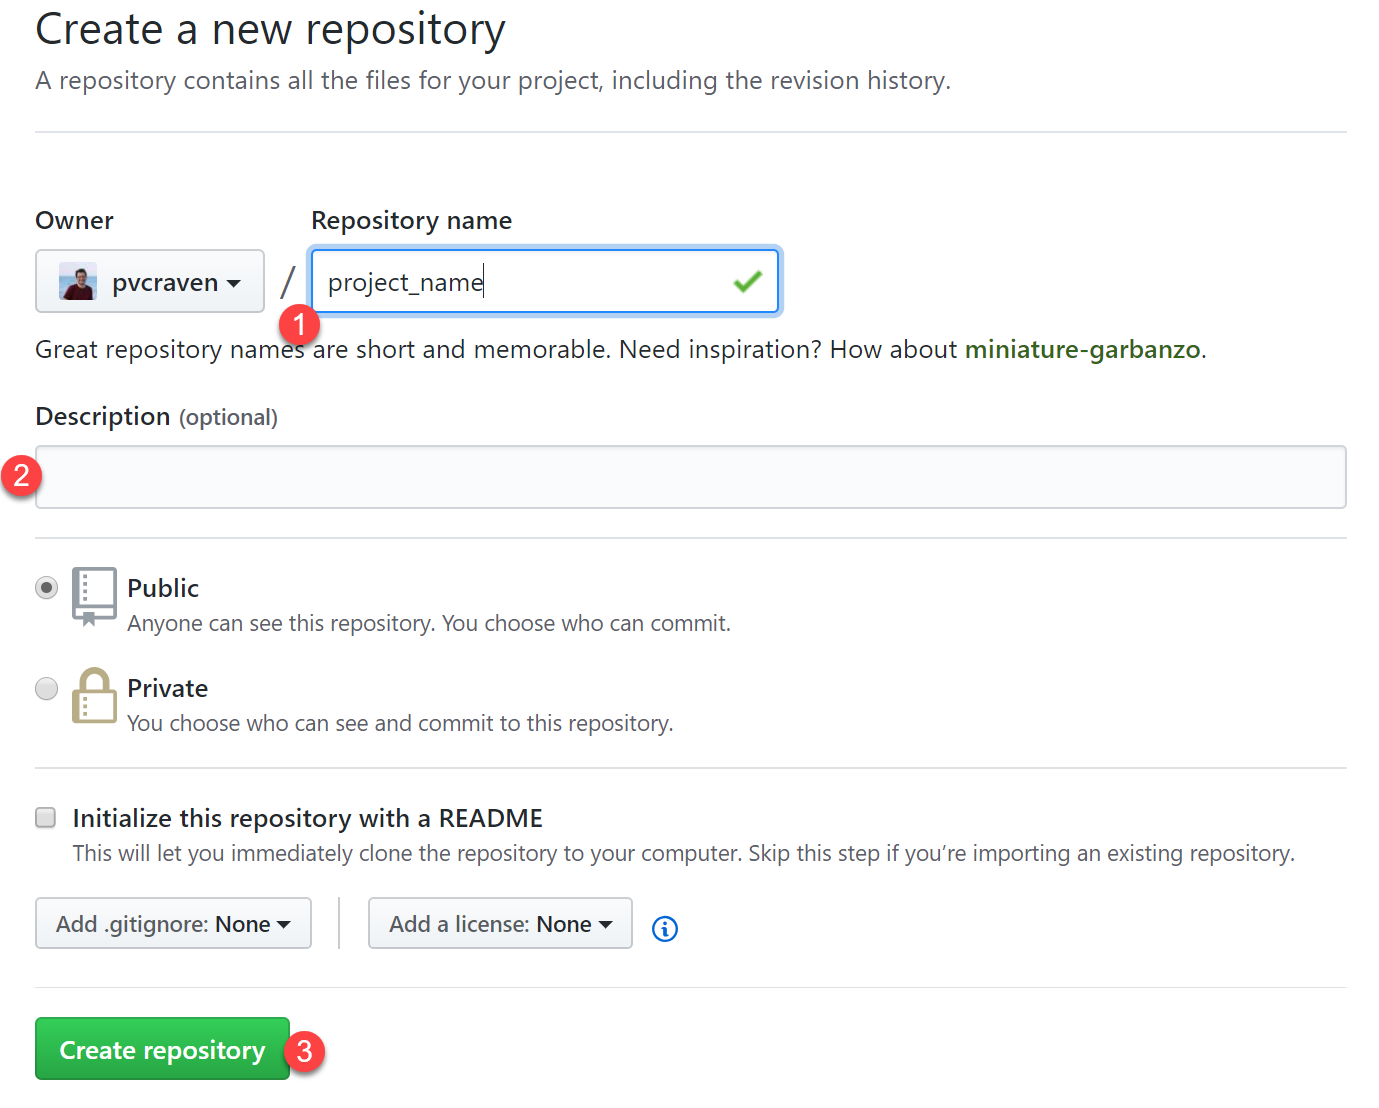 Create a new repository
A repository contains all the files for your project, including the revision history.
Owner
Repository name
pvcraven
/
project_name
1
Great repository names are short and memorable. Need inspiration? How about miniature-garbanzo.
Description (optional)
2
Public
Anyone can see this repository. You choose who can commit.
Private
You choose who can see and commit to this repository.
Initialize this repository with a README
This will let you immediately clone the repository to your computer. Skip this step if you’re importing an existing repository.
Add .gitignore: None
Add a license: None
Create repository
3